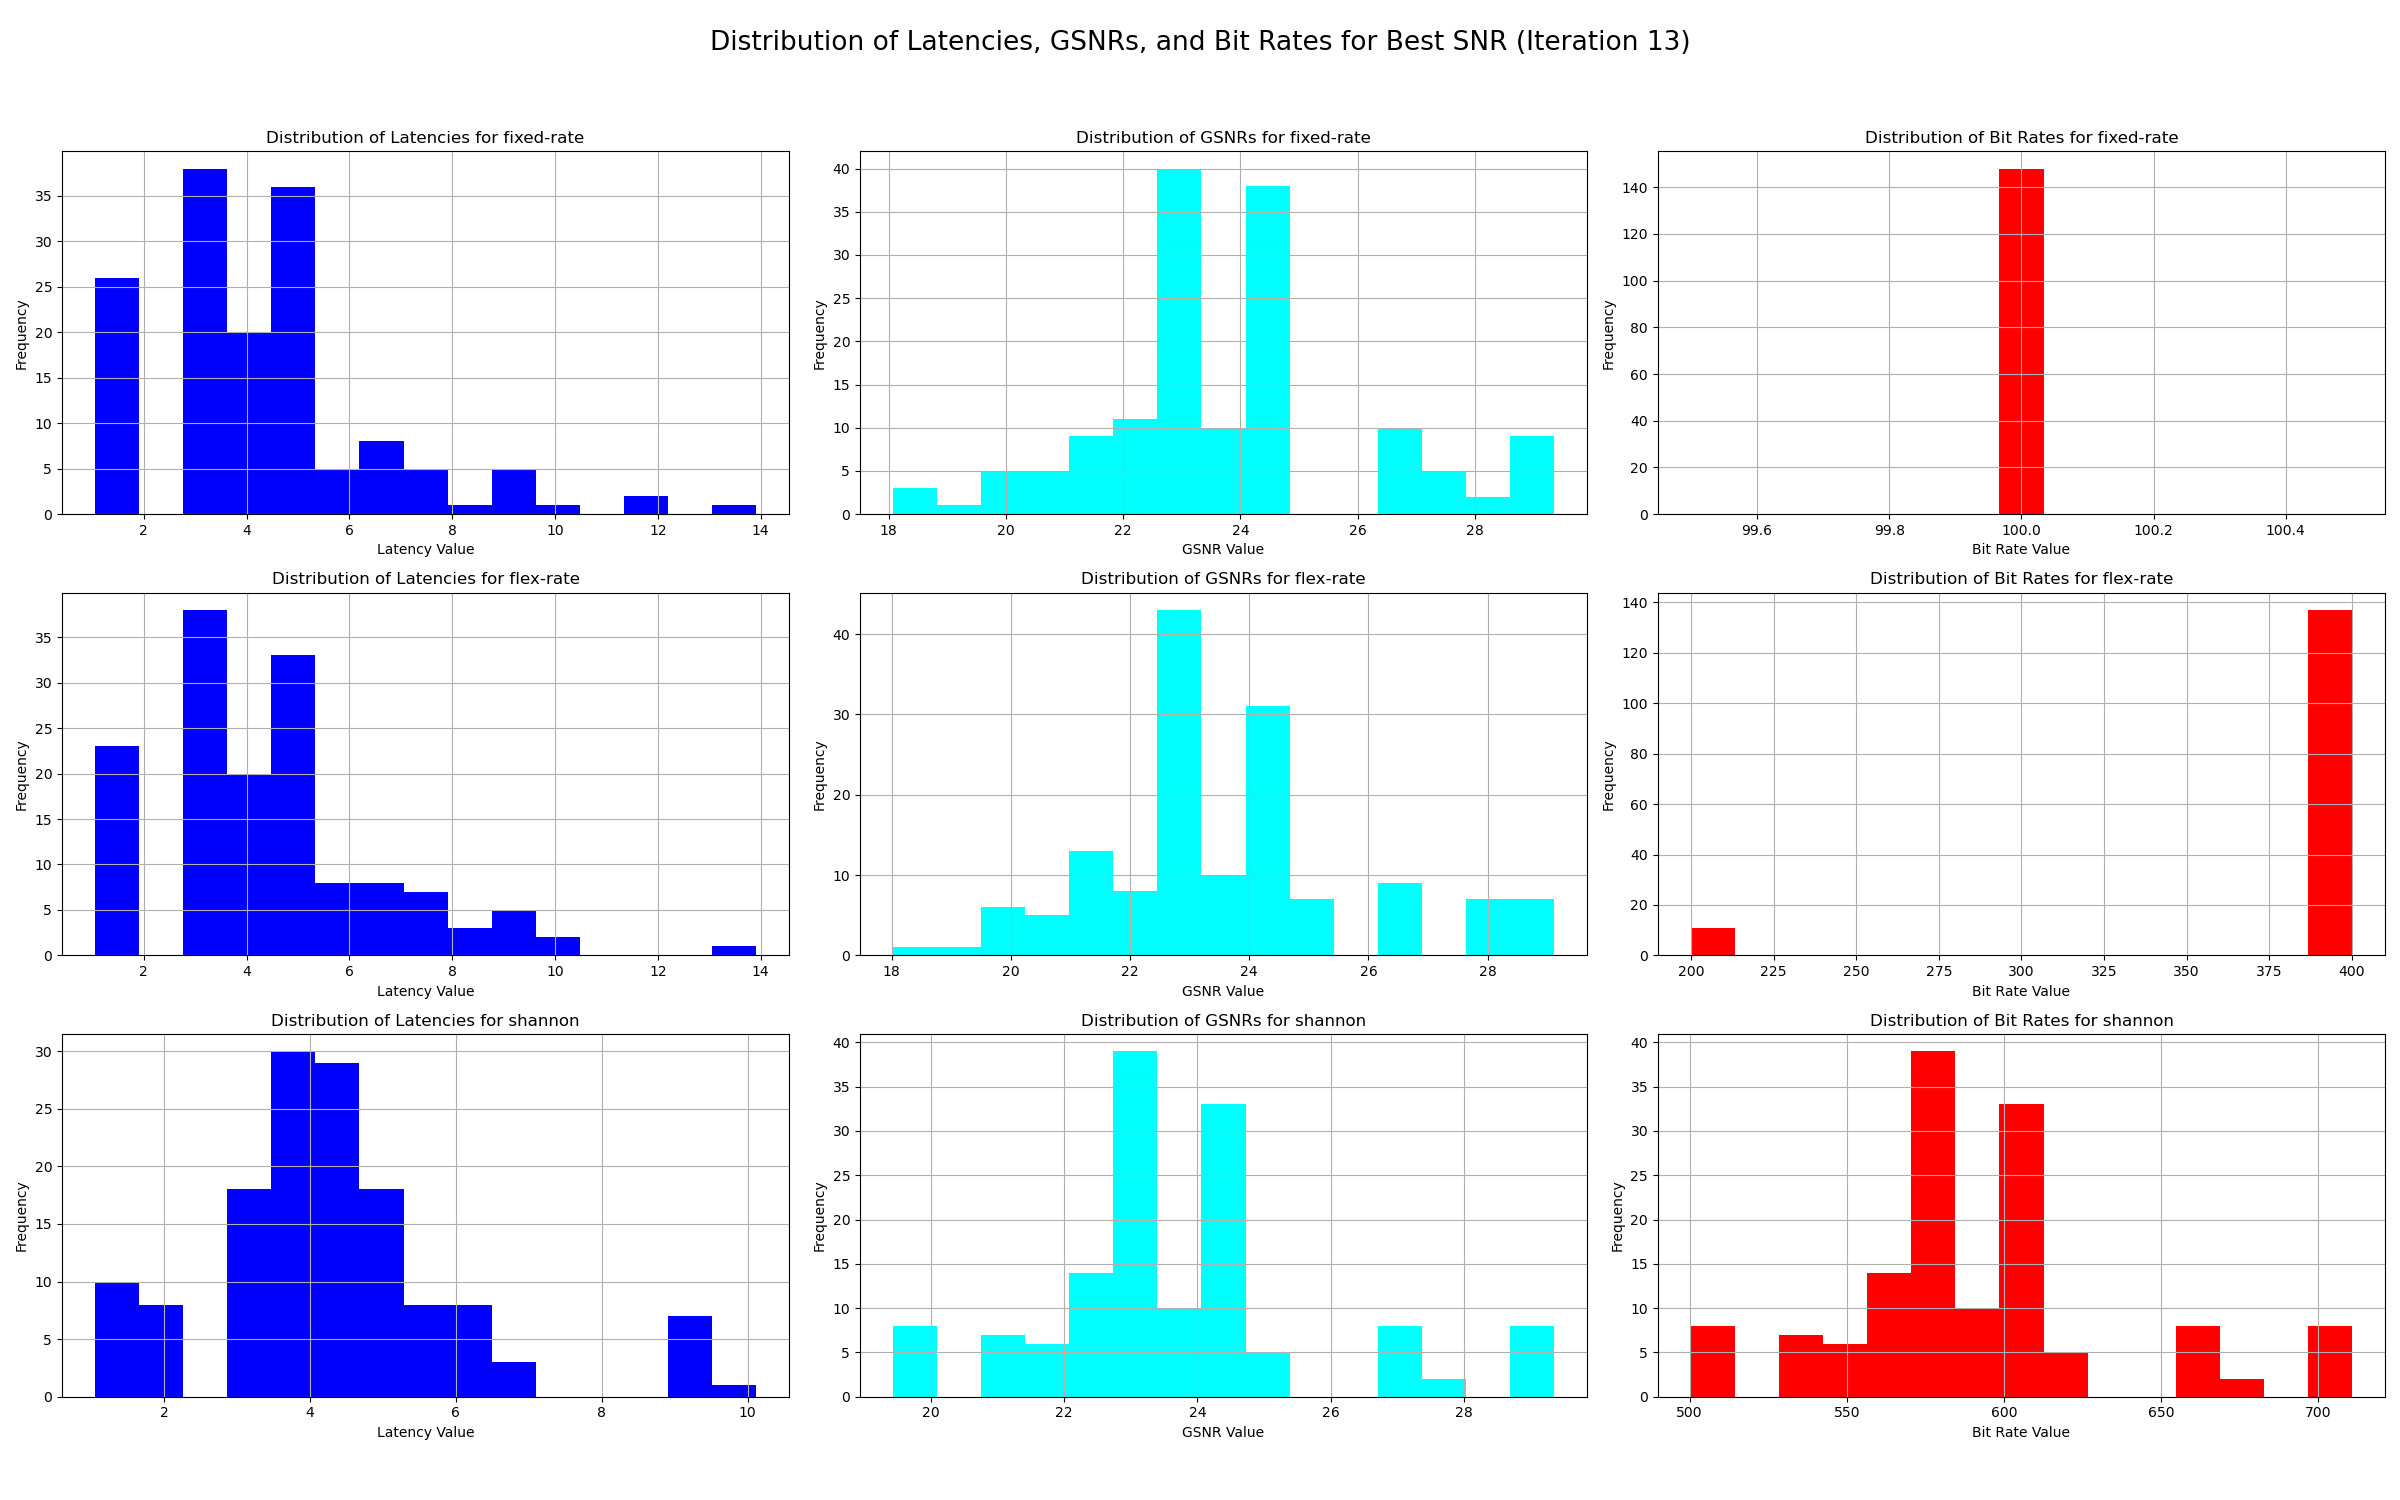 Distribution of Latencies, GSNRs, and Bit Rates for Best SNR (Iteration 13)
Distribution of Latencies for fixed-rate
Frequency
35
30
25
20
15
10
5
0
2 4 6 8 10 12 14
Latency Value
Distribution of GSNRs for fixed-rate
Frequency
40
35
30
25
20
15
10
5
0
18 20 22 24 26 28
GSNR Value
Distribution of Bit Rates for fixed-rate
Frequency
140
120
100
80
60
40
20
0
99.6 99.8 100.0 100.2 100.4
Bit Rate Value
Distribution of Latencies for flex-rate
Frequency
35
30
25
20
15
10
5
0
2 4 6 8 10 12 14
Latency Value
Distribution of GSNRs for flex-rate
Frequency
40
30
20
10
0
18 20 22 24 26 28
GSNR Value
Distribution of Bit Rates for flex-rate
Frequency
140
120
100
80
60
40
20
0
200 225 250 275 300 325 350 375 400
Bit Rate Value
Distribution of Latencies for shannon
Frequency
30
25
20
15
10
5
0
2 4 6 8 10
Latency Value
Distribution of GSNRs for shannon
Frequency
40
35
30
25
20
15
10
5
0
20 22 24 26 28
GSNR Value
Distribution of Bit Rates for shannon
Frequency
40
35
30
25
20
15
10
5
0
500 550 600 650 700
Bit Rate Value